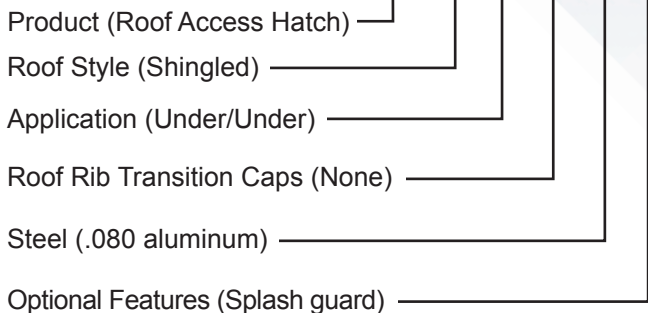 Product (Roof Access Hatch)
Roof Style (Shingled)
Application (Under/Under)
Roof Rib Transition Caps (None)
Steel (.080 aluminum)
Optional Features (Splash guard)